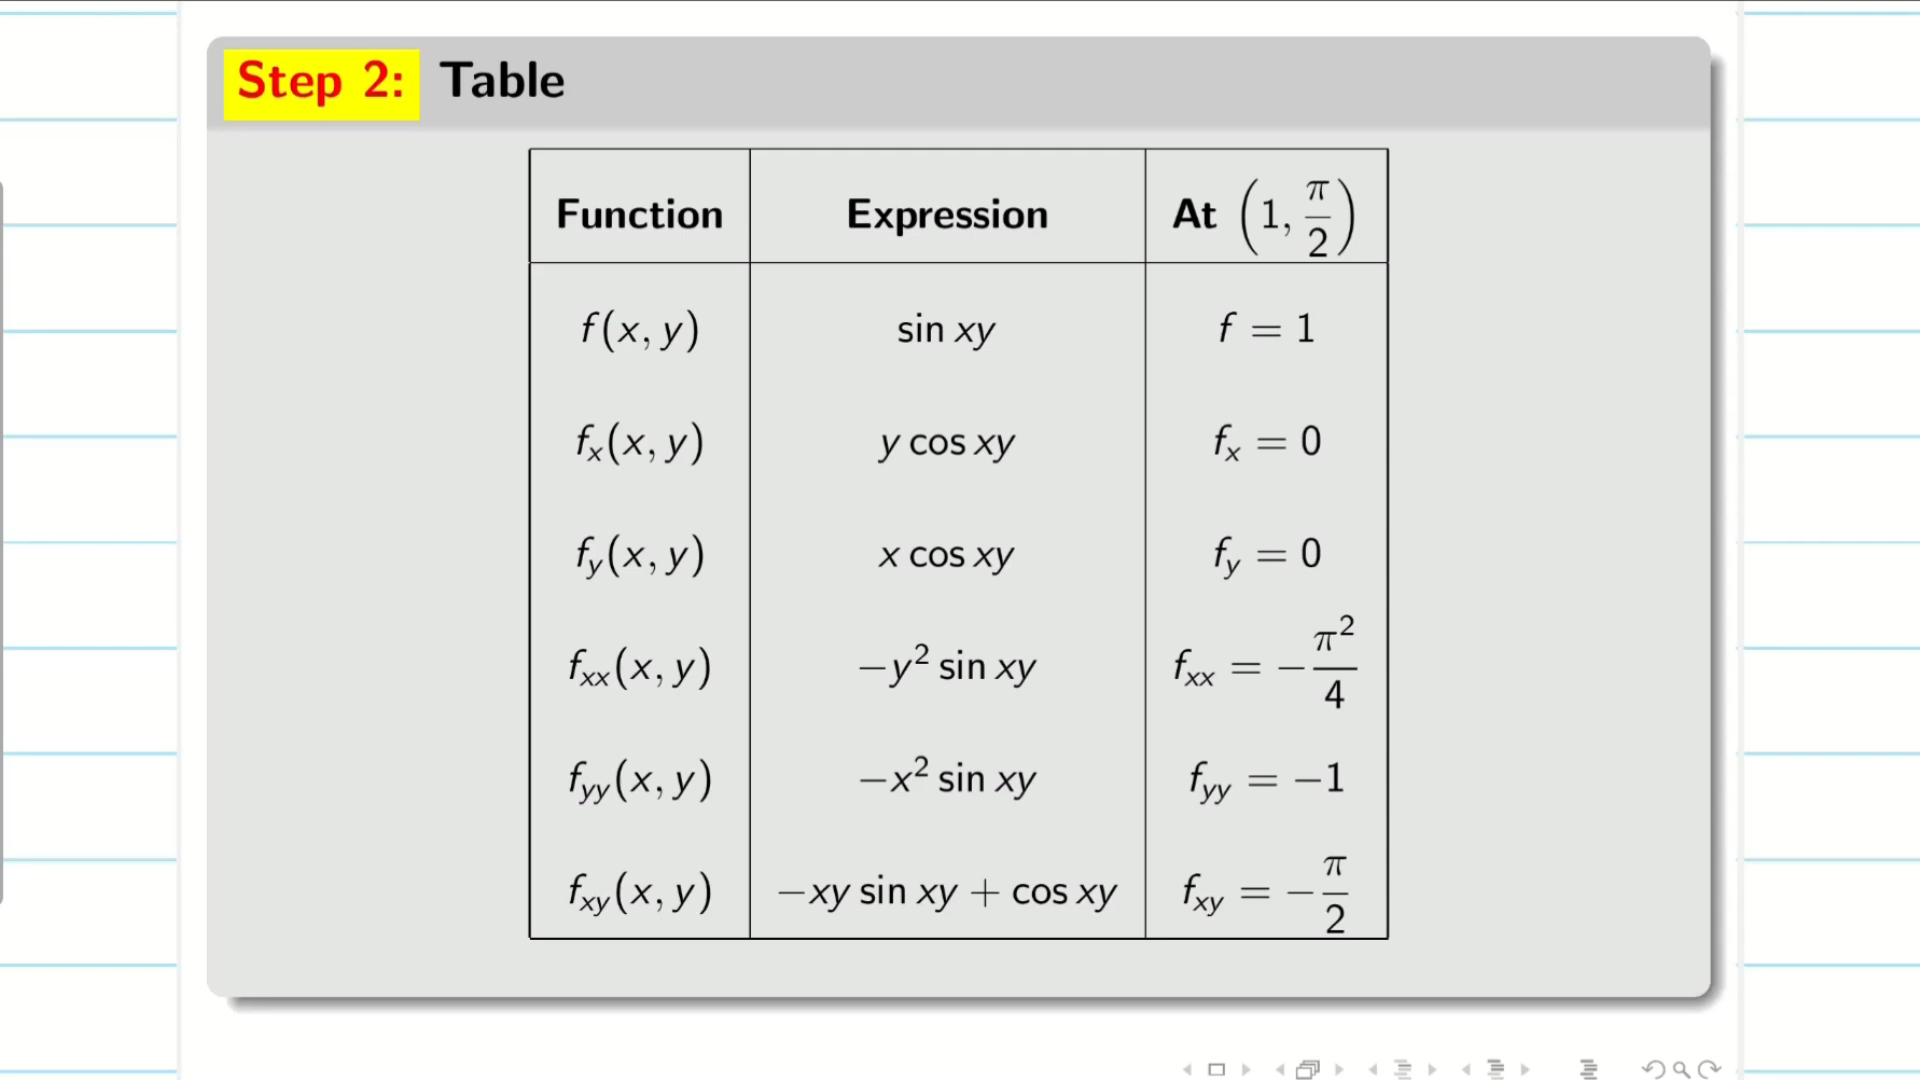 Step 2: Table
Function Expression At (1, π/2)
f(x, y) sin xy f = 1
fₓ(x, y) y cos xy fₓ = 0
f_y(x, y) x cos xy f_y = 0
f_xx(x, y) −y² sin xy f_xx = −π²/4
f_yy(x, y) −x² sin xy f_yy = −1
f_xy(x, y) −xy sin xy + cos xy f_xy = −π/2